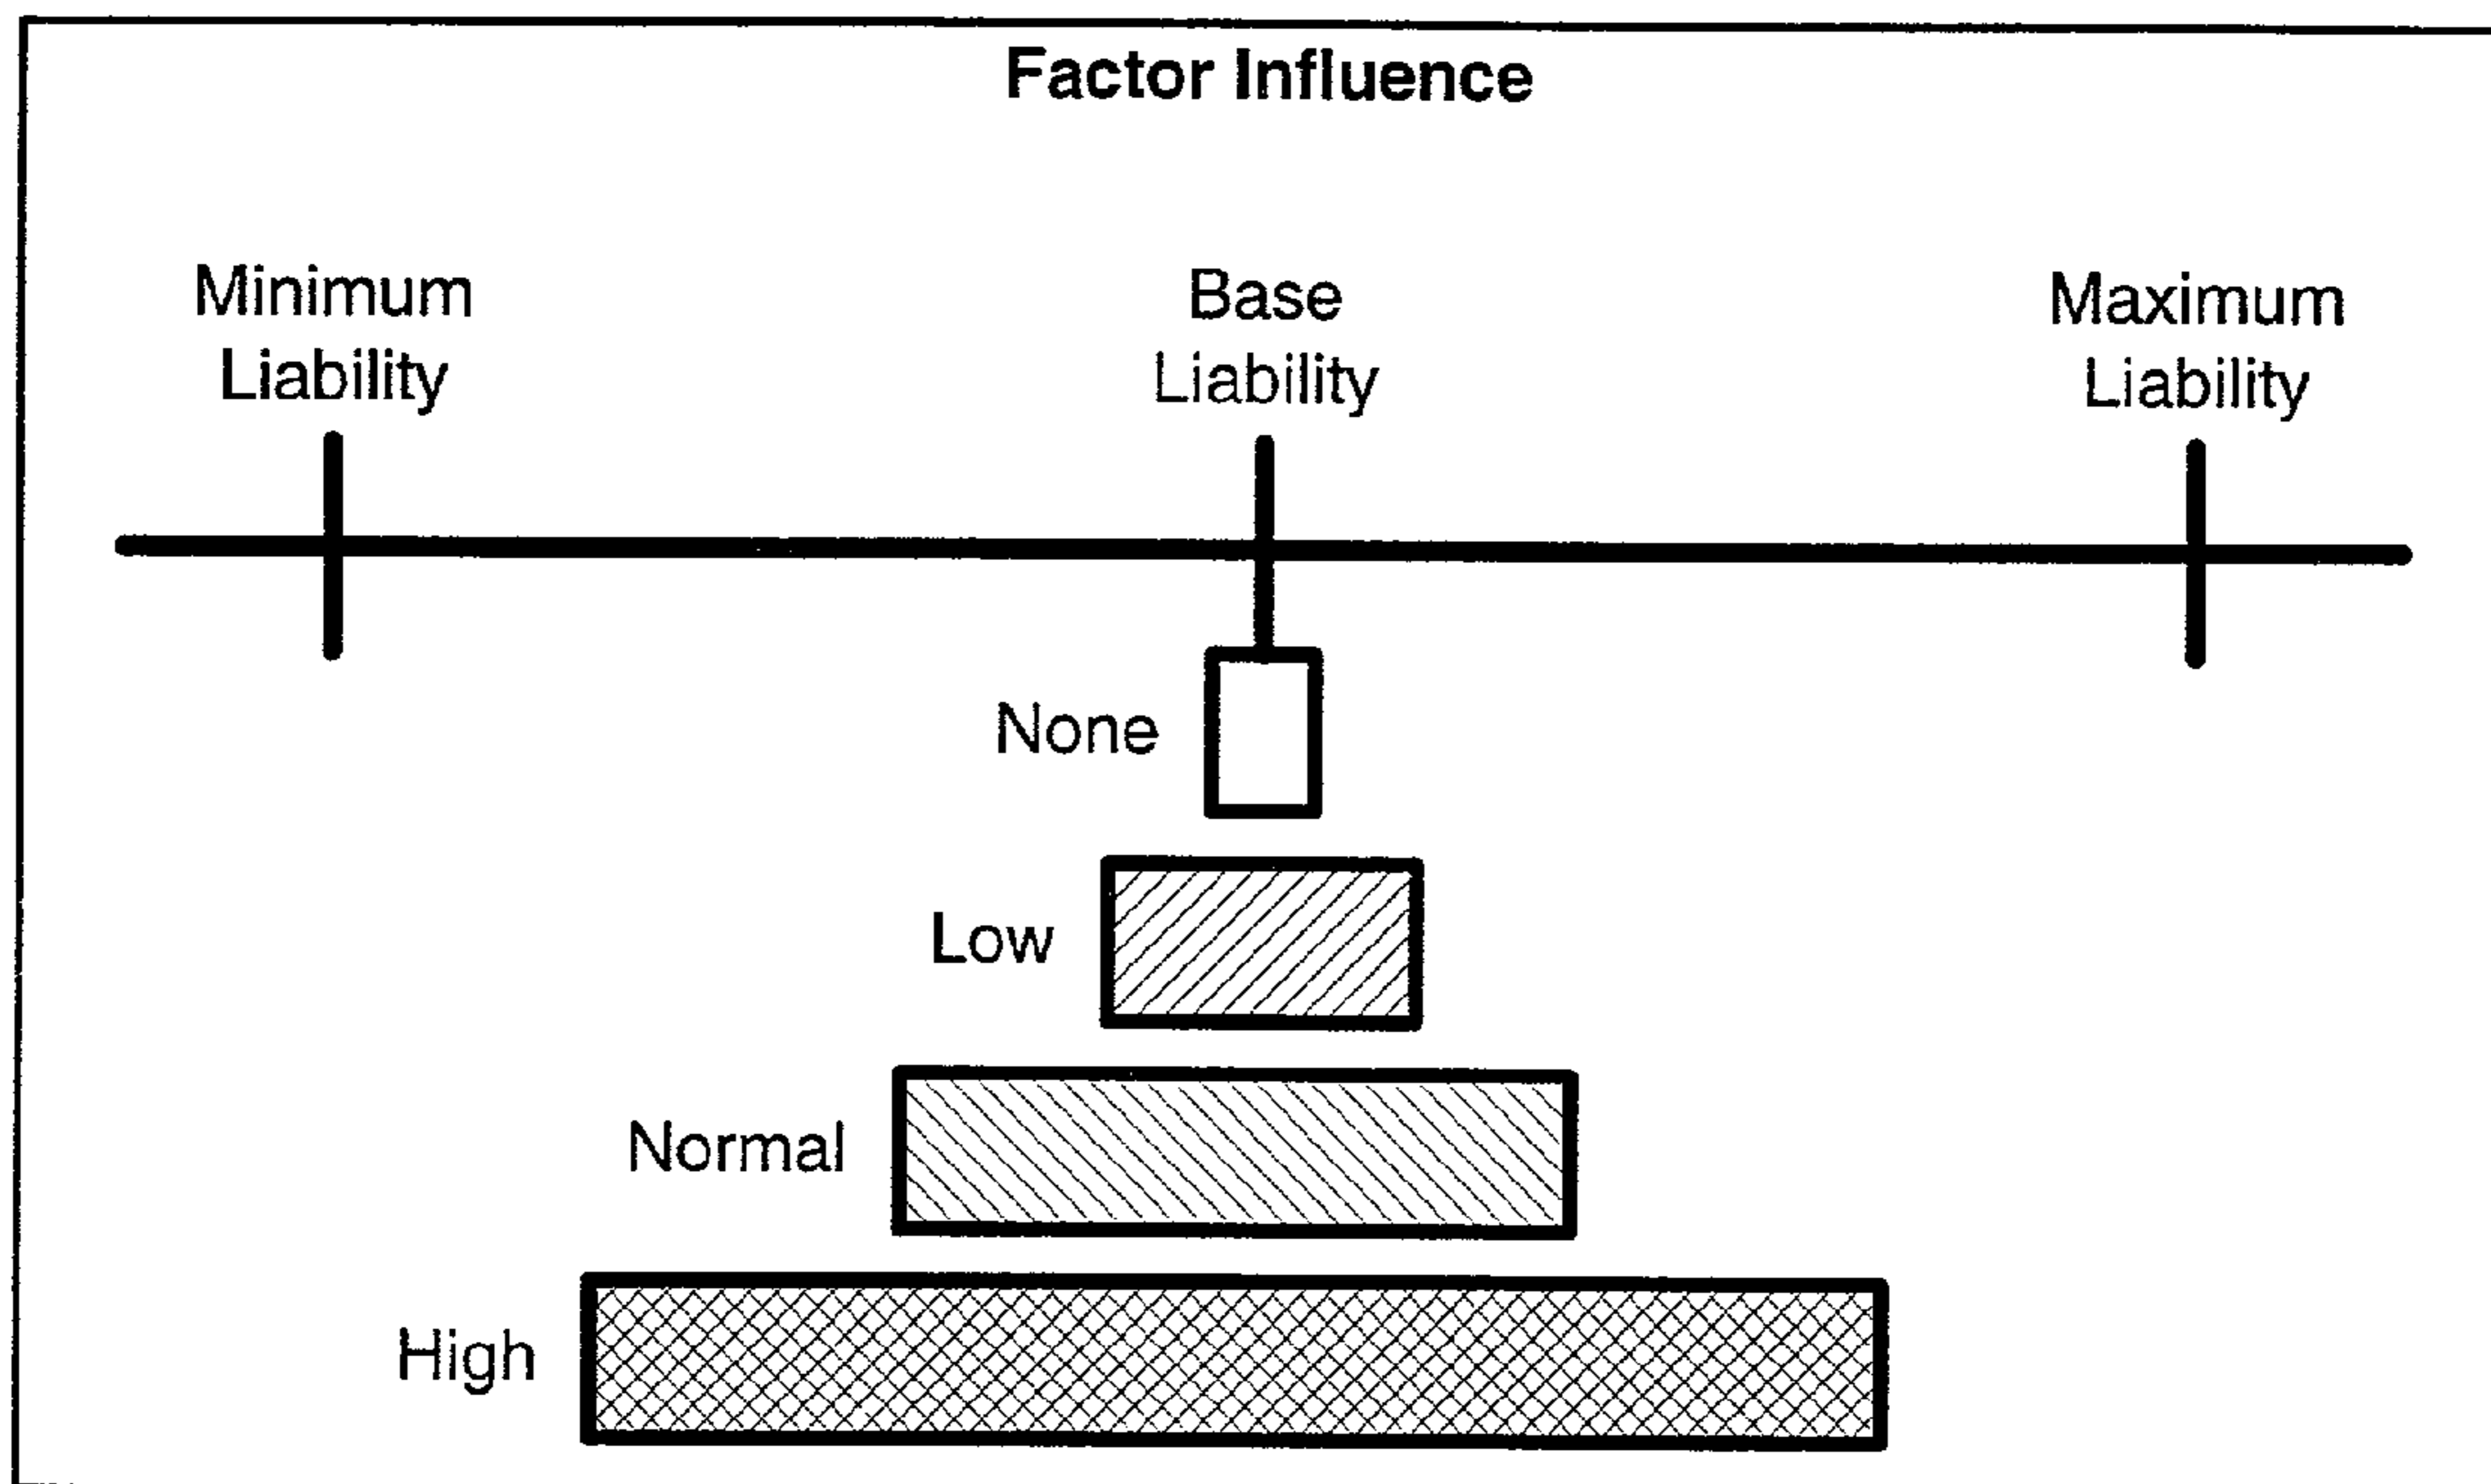 Factor Influence
Minimum
Liability
Base
Liability
Maximum
Liability
None
Low
Normal
High